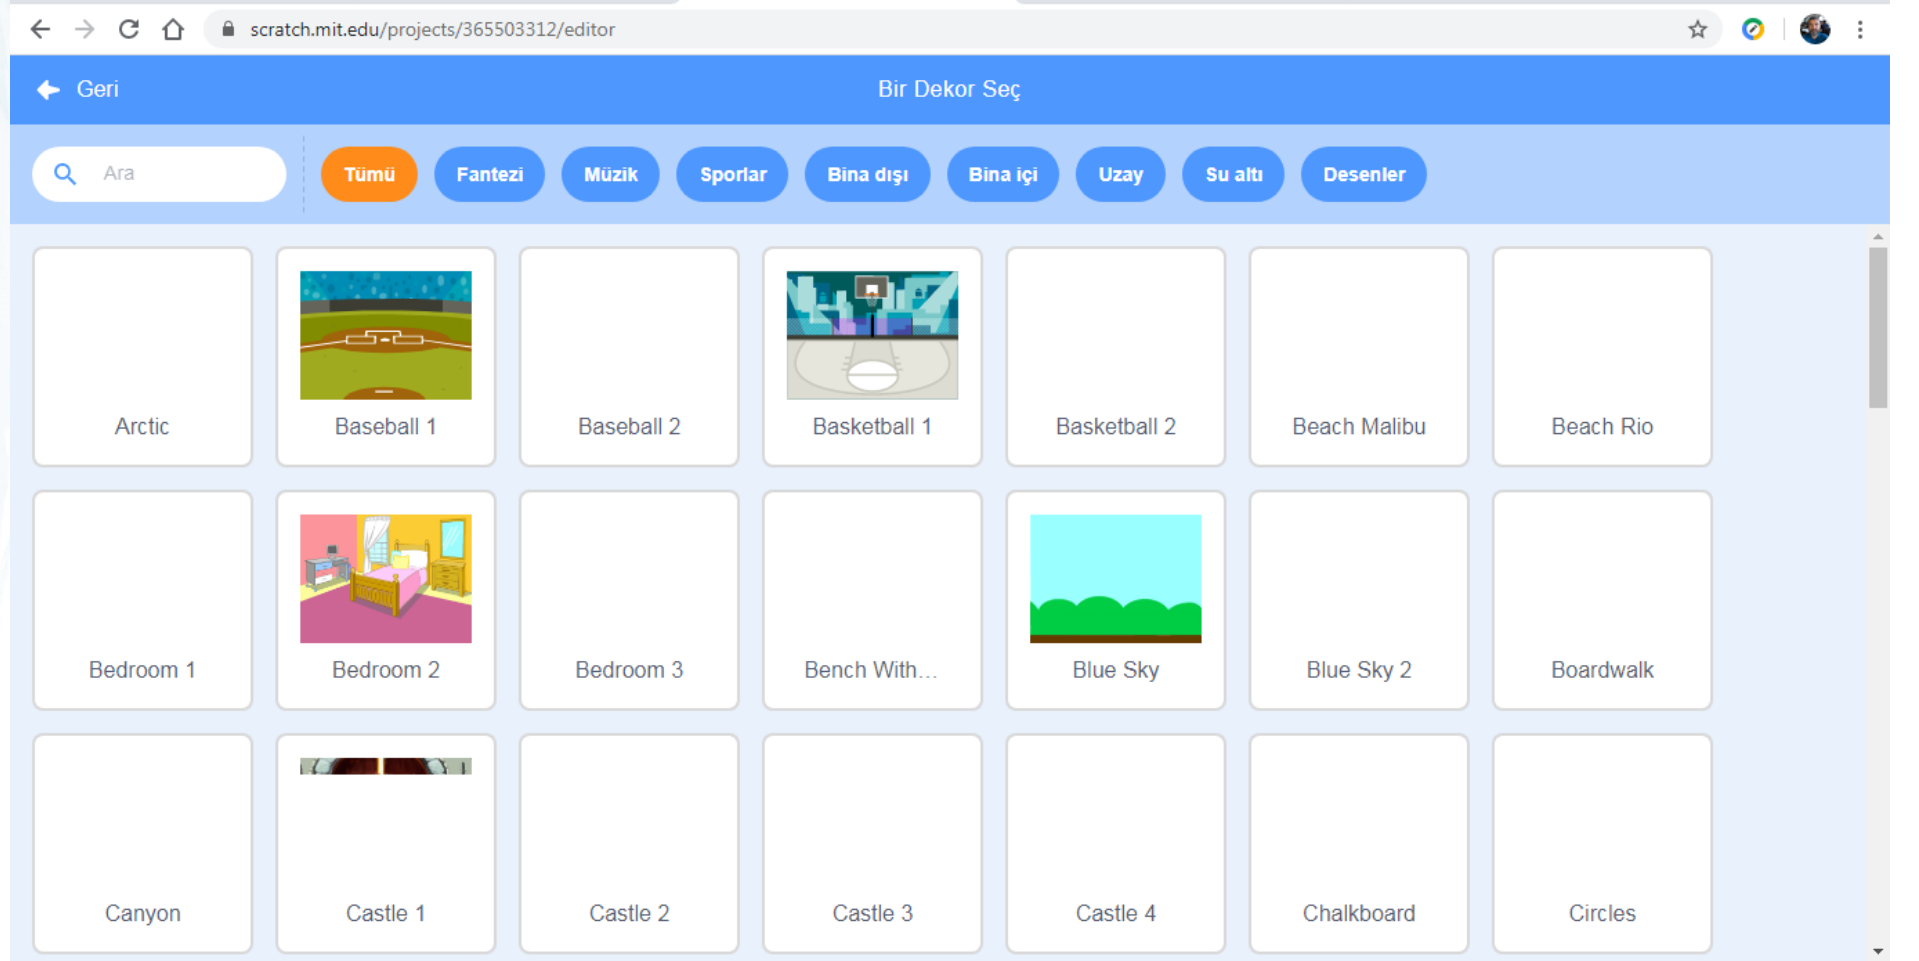 scratch.mit.edu/projects/365503312/editor
Geri
Bir Dekor Seç
Ara
Tümü Fantezi Müzik Sporlar Bina dışı Bina içi Uzay Su altı Desenler
Arctic Baseball 1 Baseball 2 Basketball 1 Basketball 2 Beach Malibu Beach Rio
Bedroom 1 Bedroom 2 Bedroom 3 Bench With... Blue Sky Blue Sky 2 Boardwalk
Canyon Castle 1 Castle 2 Castle 3 Castle 4 Chalkboard Circles